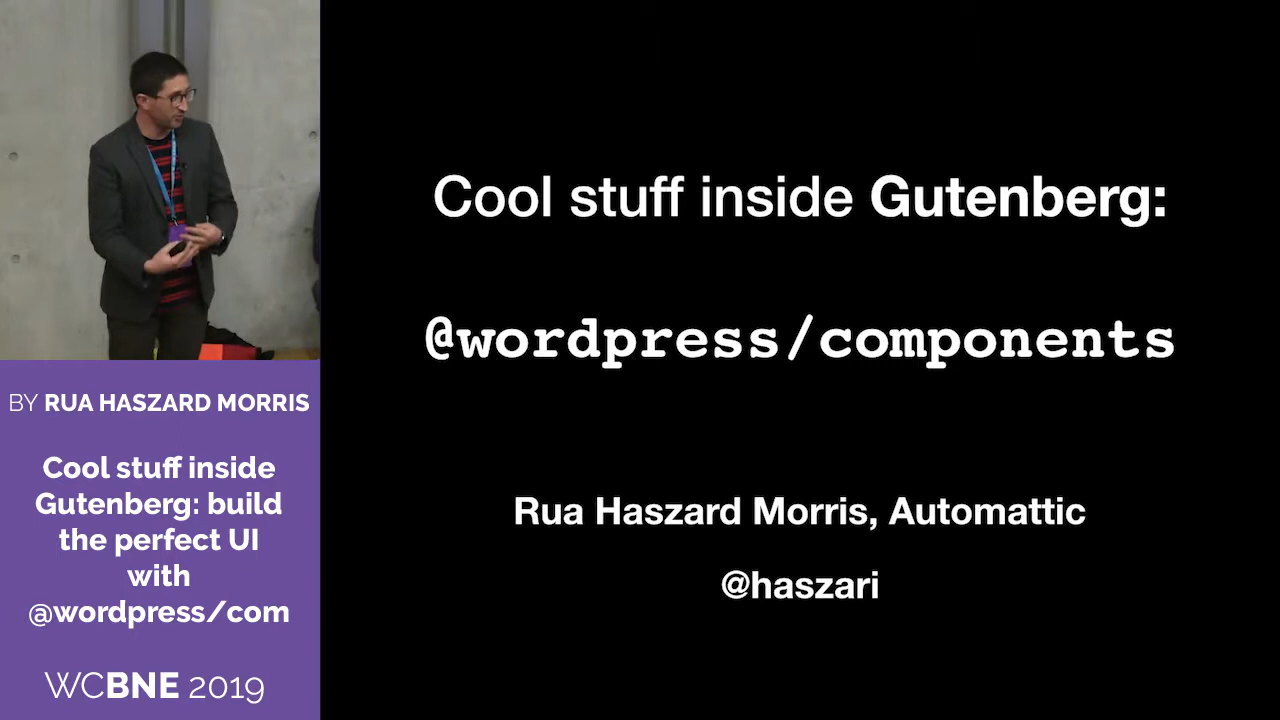 BY RUA HASZARD MORRIS
Cool stuff inside
Gutenberg: build
the perfect UI
with
@wordpress/com
WCBNE 2019
Cool stuff inside Gutenberg:
@wordpress/components
Rua Haszard Morris, Automattic
@haszari